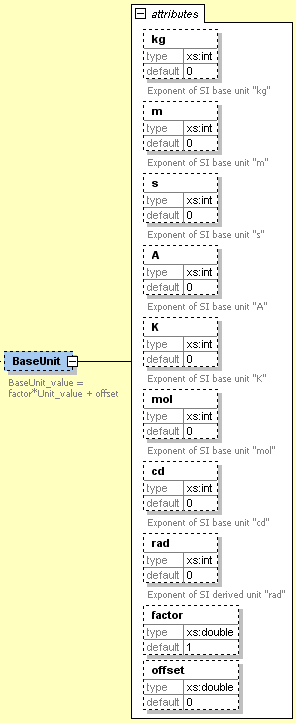 attributes
kg
type xs:int
default 0
Exponent of SI base unit "kg"
m
type xs:int
default 0
Exponent of SI base unit "m"
s
type xs:int
default 0
Exponent of SI base unit "s"
A
type xs:int
default 0
Exponent of SI base unit "A"
K
type xs:int
default 0
Exponent of SI base unit "K"
BaseUnit
BaseUnit_value =
factor*Unit_value + offset
mol
type xs:int
default 0
Exponent of SI base unit "mol"
cd
type xs:int
default 0
Exponent of SI base unit "cd"
rad
type xs:int
default 0
Exponent of SI derived unit "rad"
factor
type xs:double
default 1
offset
type xs:double
default 0